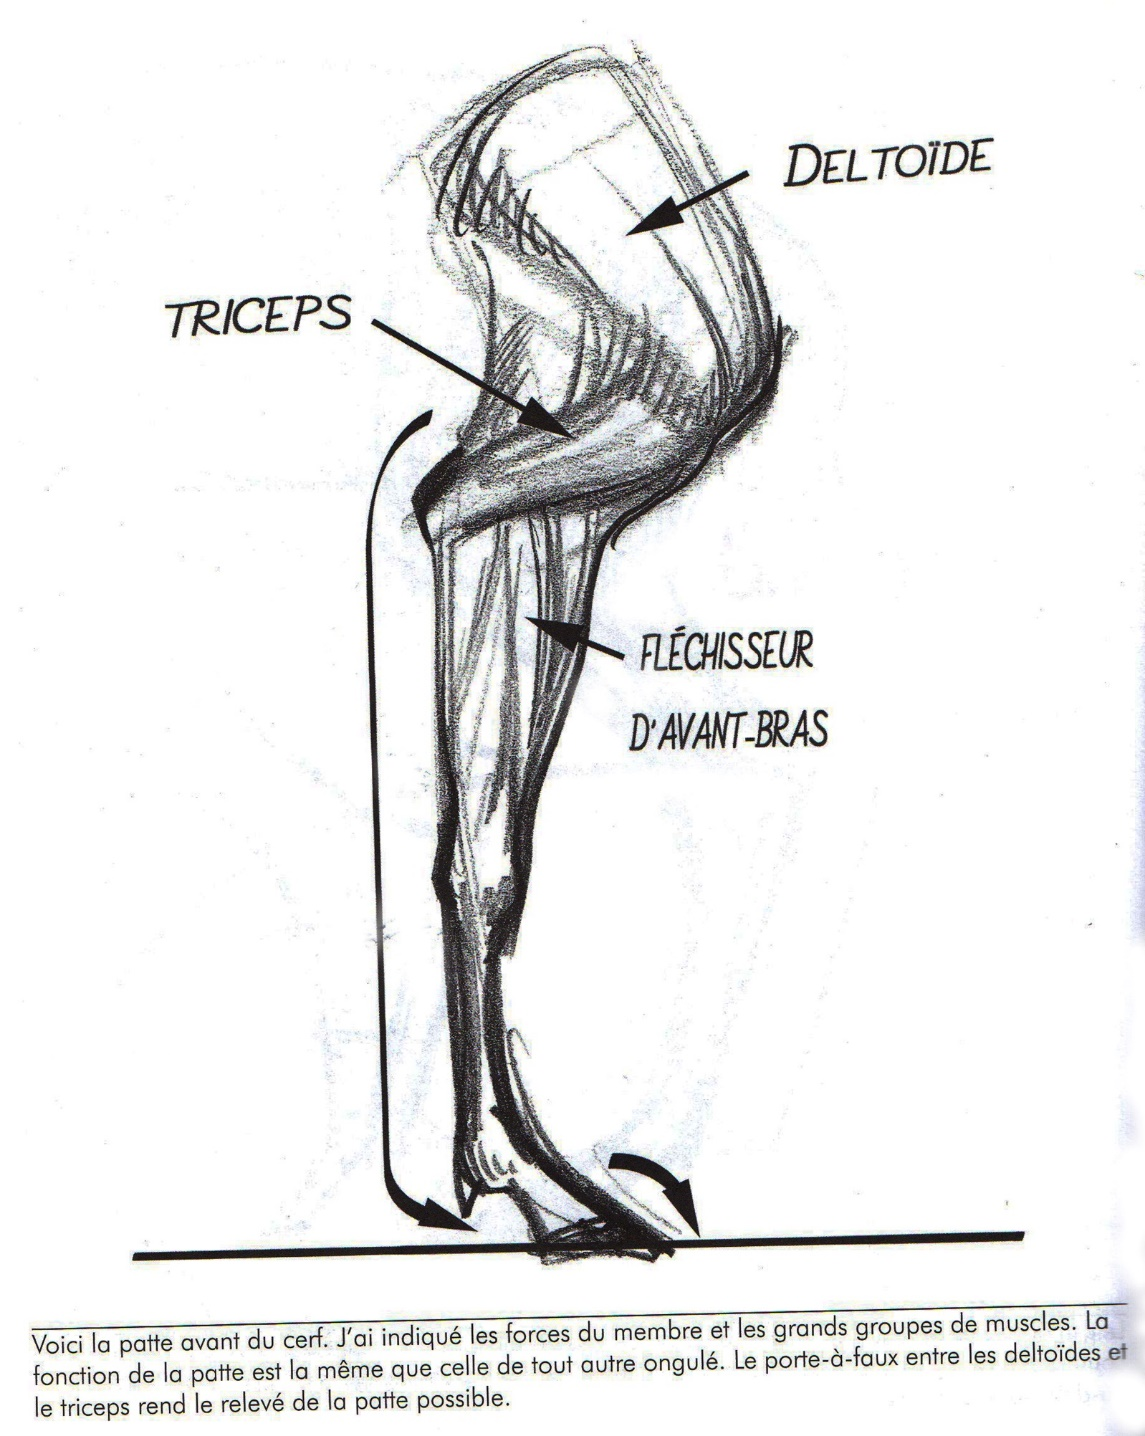 DELTOÏDE
TRICEPS
FLÉCHISSEUR
D'AVANT-BRAS
Voici la patte avant du cerf. J'ai indiqué les forces du membre et les grands groupes de muscles. La
fonction de la patte est la même que celle de tout autre ongulé. Le porte-à-faux entre les deltoïdes et
le triceps rend le relevé de la patte possible.